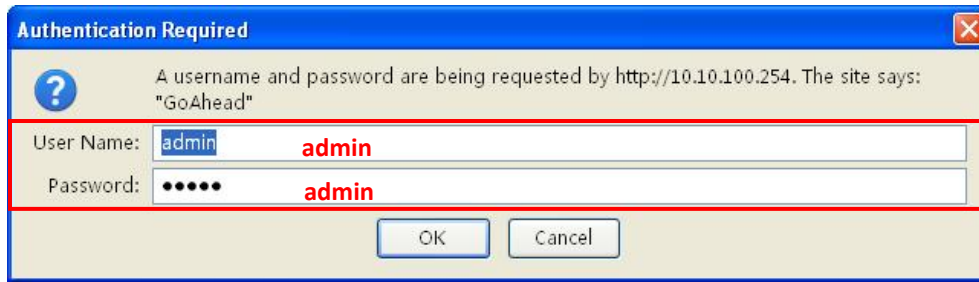 Authentication Required
A username and password are being requested by http://10.10.100.254. The site says:
"GoAhead"
User Name: admin admin
Password: ●●●●● admin
OK Cancel